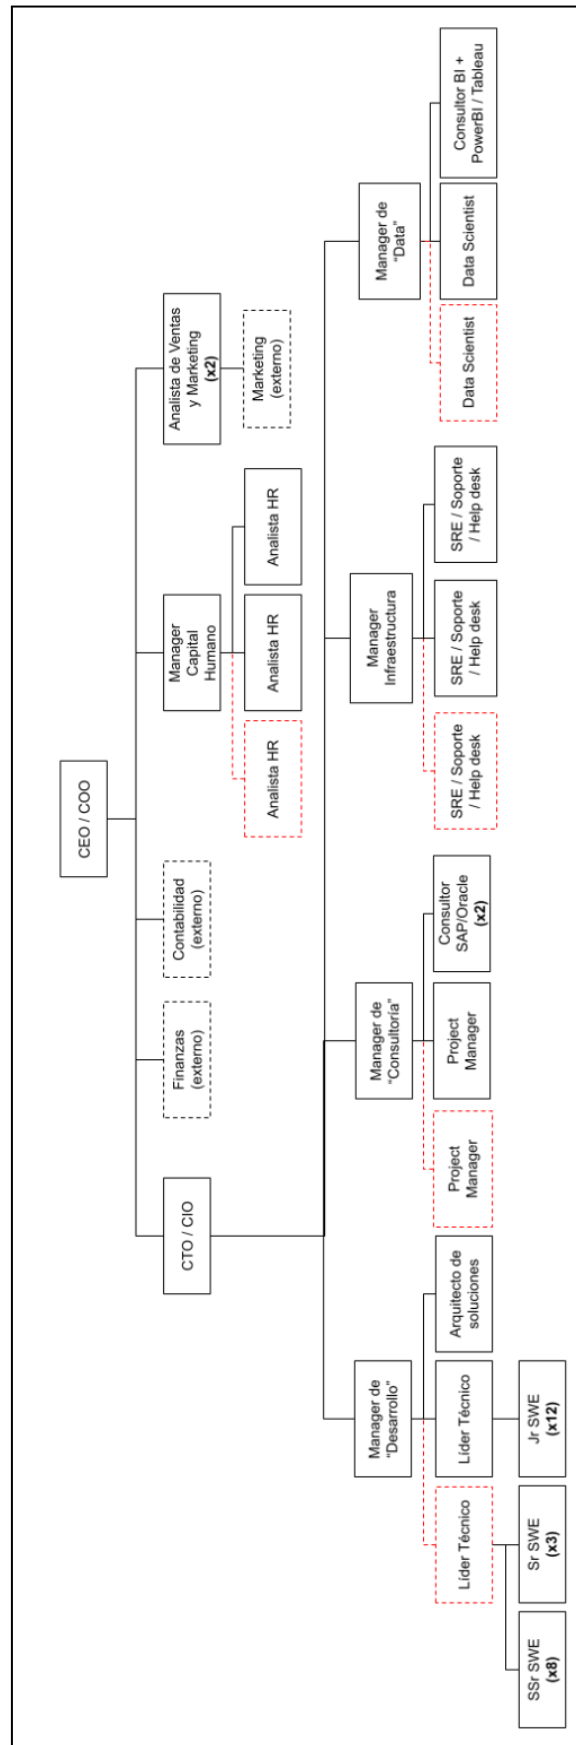 CEO / COO
CTO / CIO
Finanzas
(externo)
Contabilidad
(externo)
Manager
Capital
Humano
Analista de Ventas
y Marketing
(x2)
Analista HR
Analista HR
Analista HR
Marketing
(externo)
Manager de
"Desarrollo"
Manager de
"Consultoría"
Manager
Infraestructura
Manager de
"Data"
Líder Técnico
Líder Técnico
Arquitecto de
soluciones
Project
Manager
Project
Manager
Consultor
SAP/Oracle
(x2)
SRE / Soporte
/ Help desk
SRE / Soporte
/ Help desk
SRE / Soporte
/ Help desk
Data Scientist
Data Scientist
Consultor BI +
PowerBI / Tableau
SSr SWE
(x8)
Sr SWE
(x3)
Jr SWE
(x12)